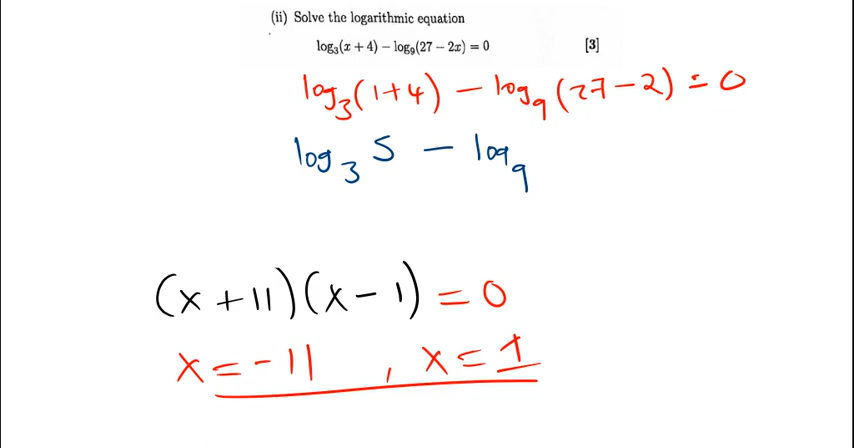 (ii) Solve the logarithmic equation
log₃(x + 4) − log₉(27 − 2x) = 0 [3]
log₃(1+4) − log₉(27−2) = 0
log₃ 5 − log₉
(x + 11)(x − 1) = 0
x = −11 , x = 1